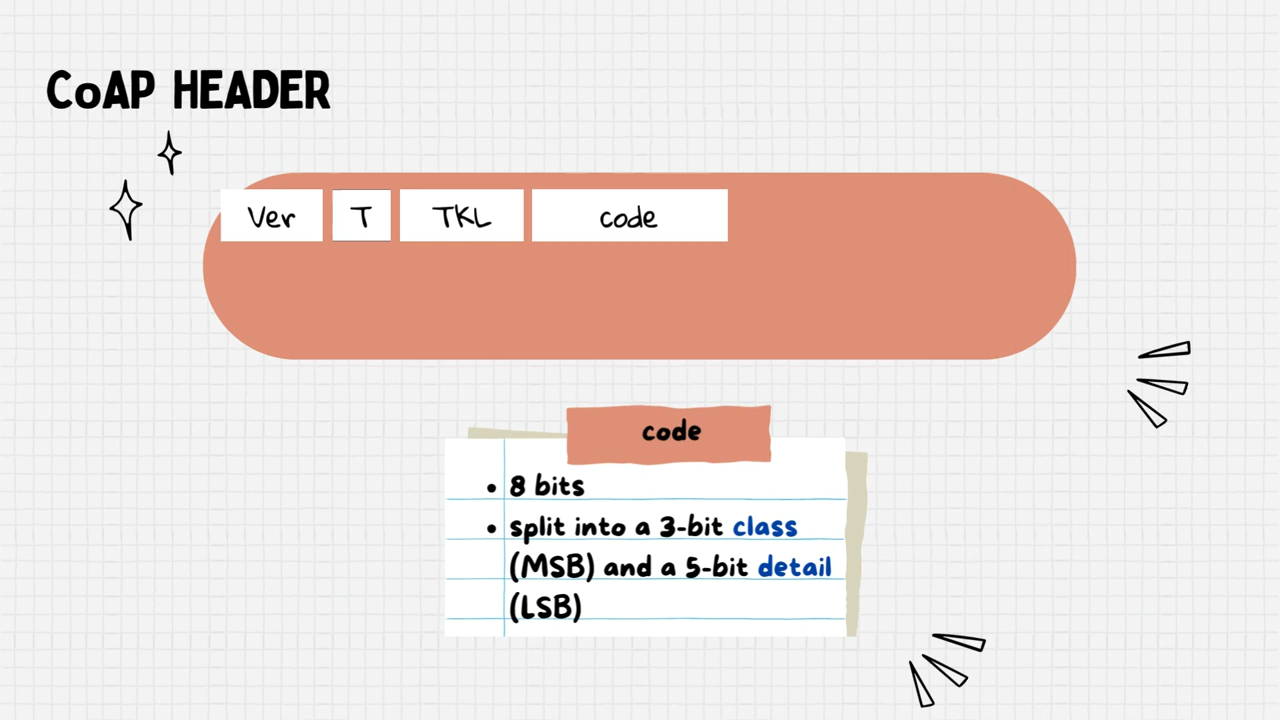 CoAP HEADER
Ver T TKL code
code
• 8 bits
• split into a 3-bit class
(MSB) and a 5-bit detail
(LSB)